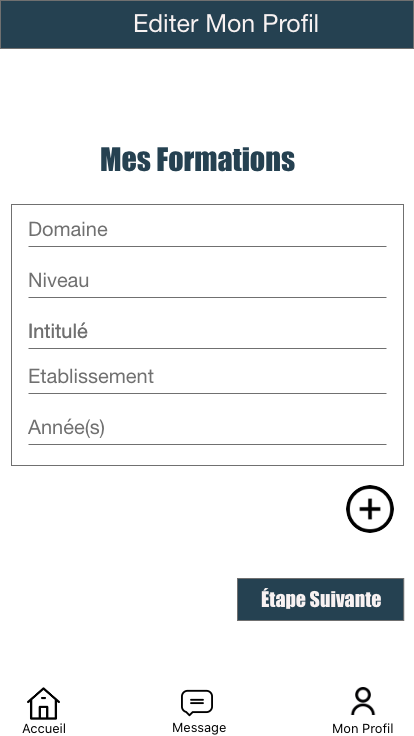 Editer Mon Profil
Mes Formations
Domaine
Niveau
Intitulé
Etablissement
Année(s)
Étape Suivante
Accueil
Message
Mon Profil